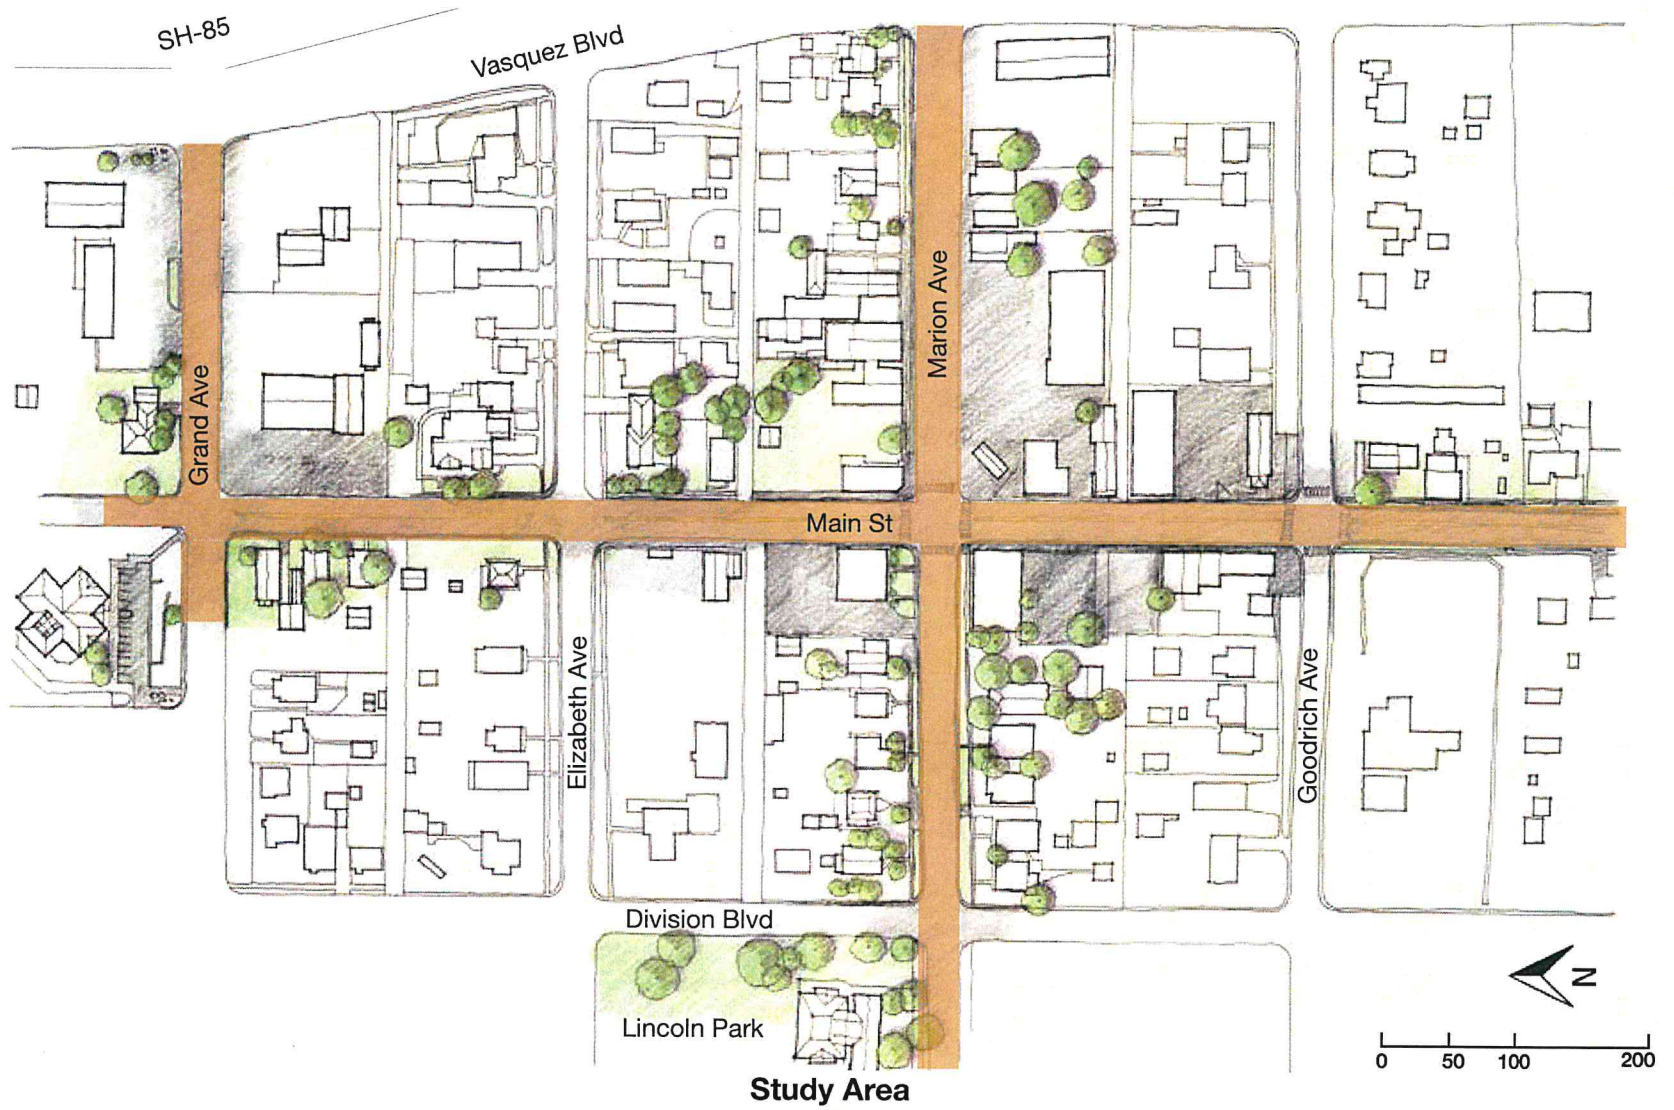 SH-85
Vasquez Blvd
Grand Ave
Marion Ave
Main St
Elizabeth Ave
Goodrich Ave
Division Blvd
Lincoln Park
N
0 50 100 200
Study Area